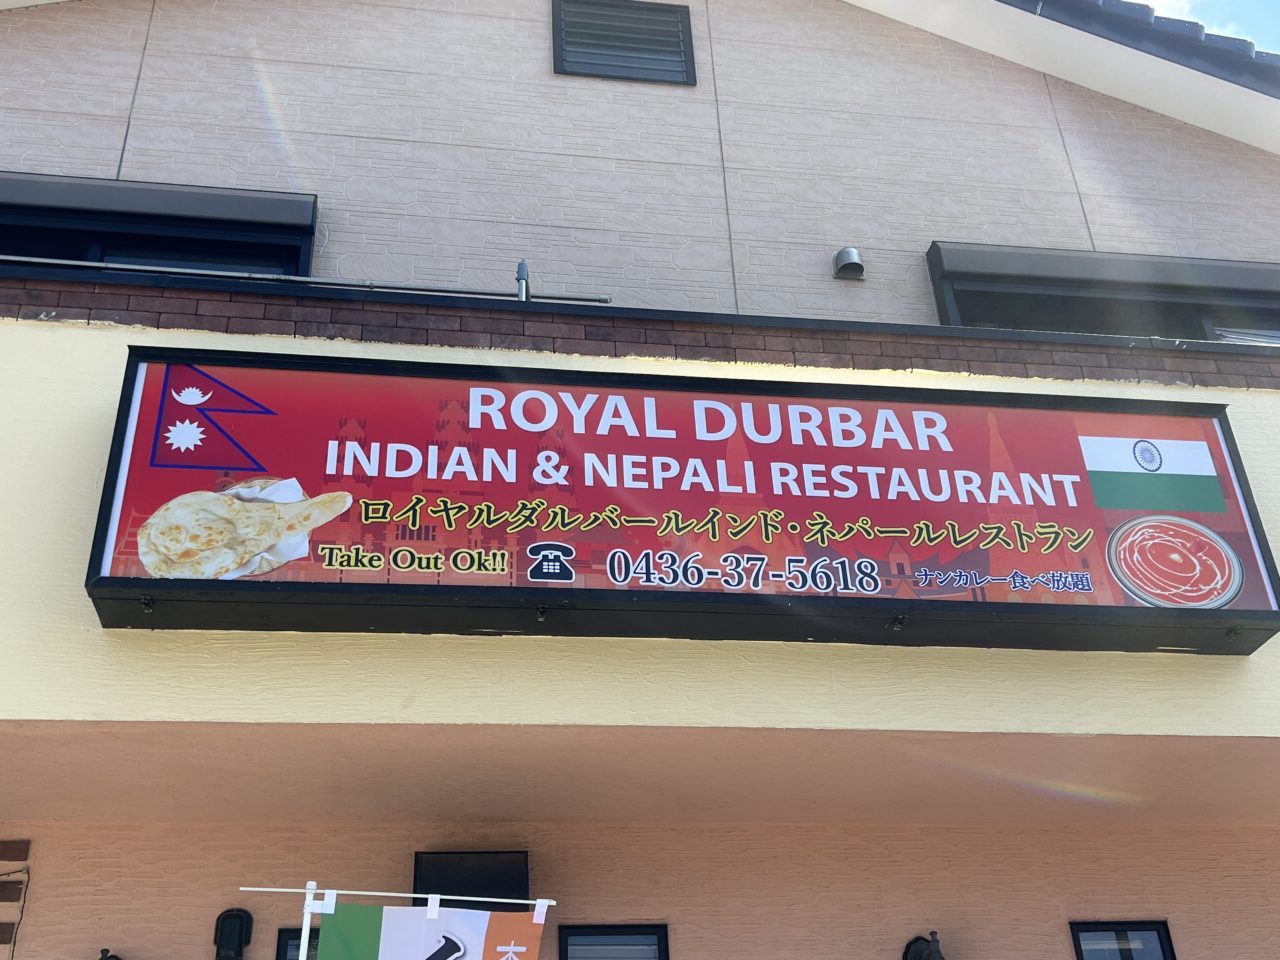 ROYAL DURBAR
INDIAN & NEPALI RESTAURANT
ロイヤルダルバールインド・ネパールレストラン
Take Out Ok!! 0436-37-5618 ナンカレー食べ放題